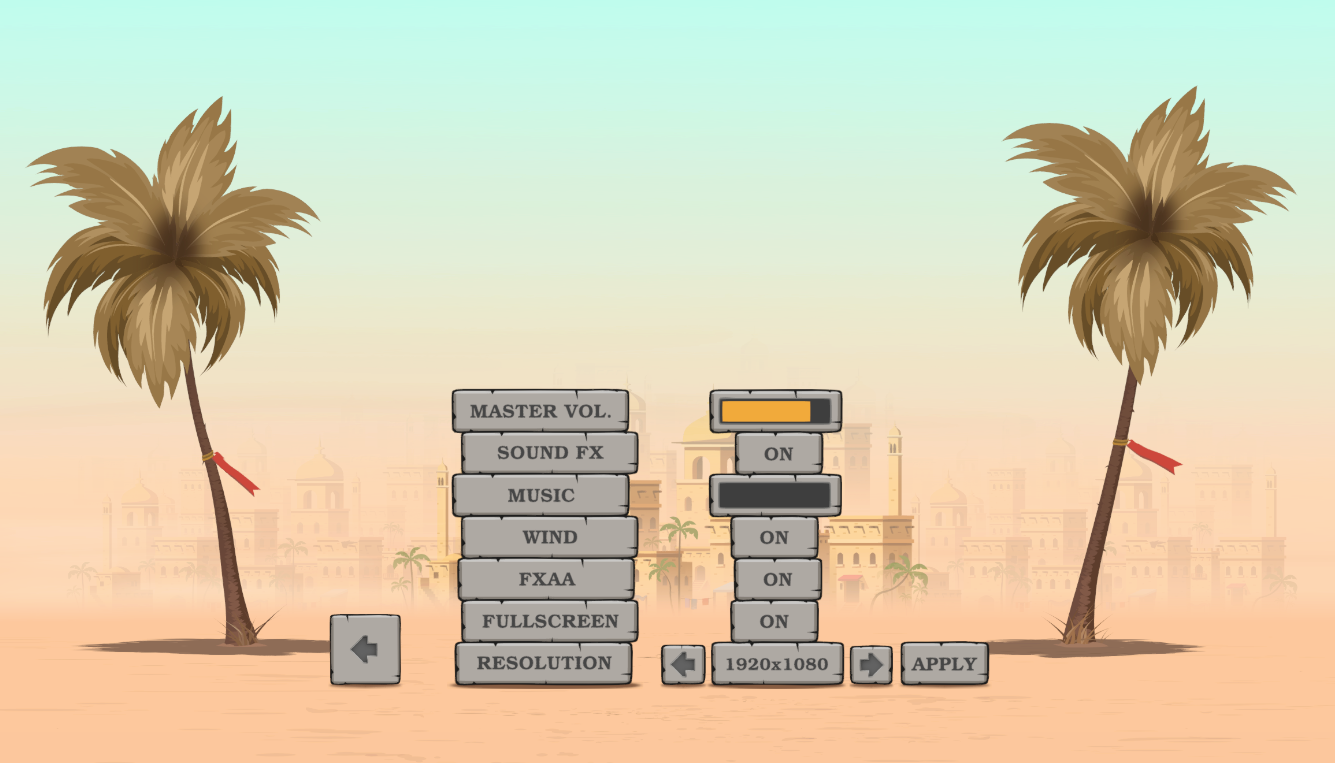 MASTER VOL.
SOUND FX ON
MUSIC
WIND ON
FXAA ON
FULLSCREEN ON
RESOLUTION 1920x1080 APPLY